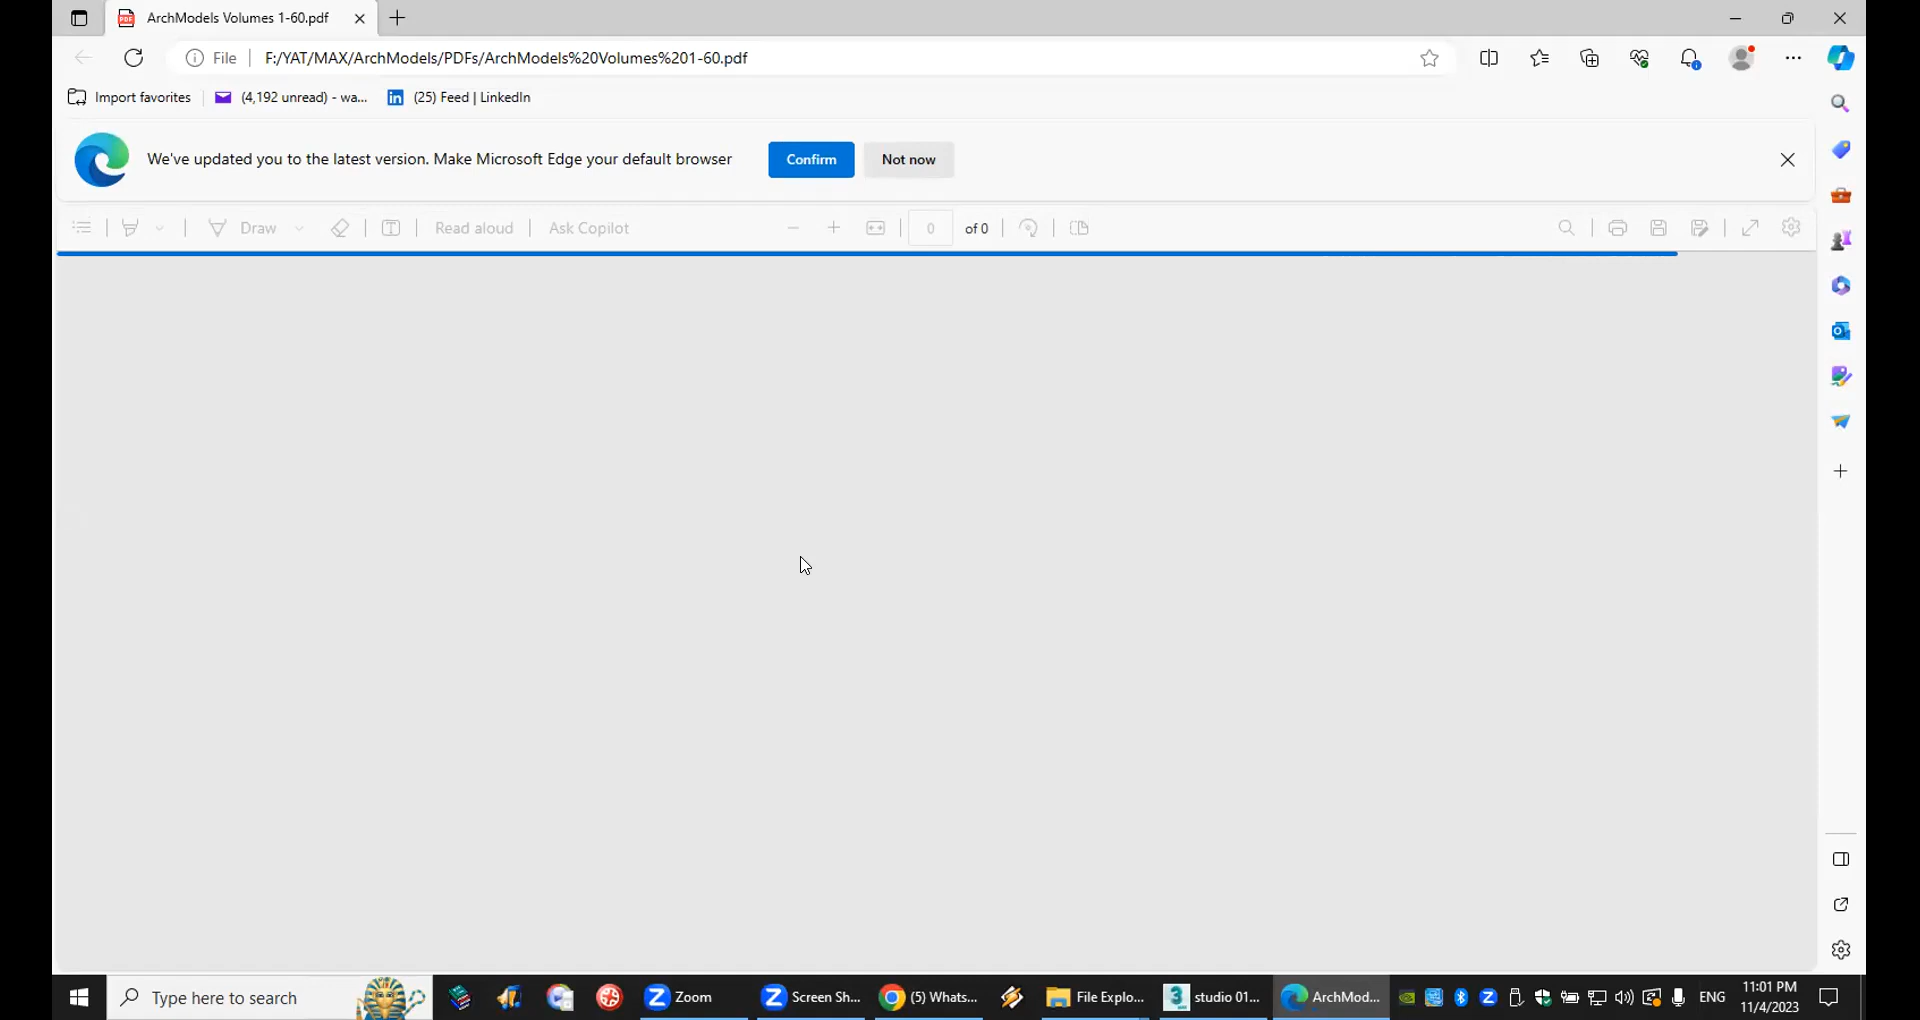 ArchModels Volumes 1-60.pdf
File
F:/YAT/MAX/ArchModels/PDFs/ArchModels%20Volumes%201-60.pdf
Import favorites
(4,192 unread) - wa...
(25) Feed | LinkedIn
We've updated you to the latest version. Make Microsoft Edge your default browser
Confirm
Not now
Draw
Read aloud
Ask Copilot
0
of 0
Type here to search
Zoom
Screen Sh...
(5) Whats...
File Explo...
studio 01...
ArchMod...
ENG
11:01 PM
11/4/2023